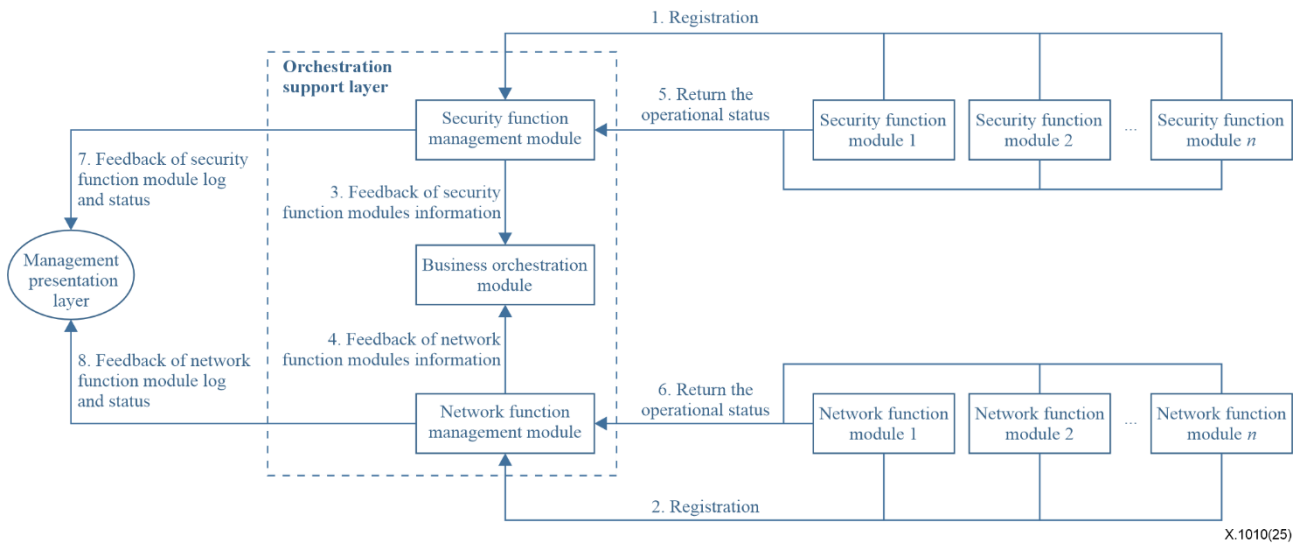 1. Registration
Orchestration
support layer
Security function
management module
5. Return the
operational status
Security function
module 1
Security function
module 2
...
Security function
module n
7. Feedback of security
function module log
and status
3. Feedback of security
function modules information
Management
presentation
layer
Business orchestration
module
4. Feedback of network
function modules information
8. Feedback of network
function module log
and status
6. Return the
operational status
Network function
management module
Network function
module 1
Network function
module 2
...
Network function
module n
2. Registration
X.1010(25)